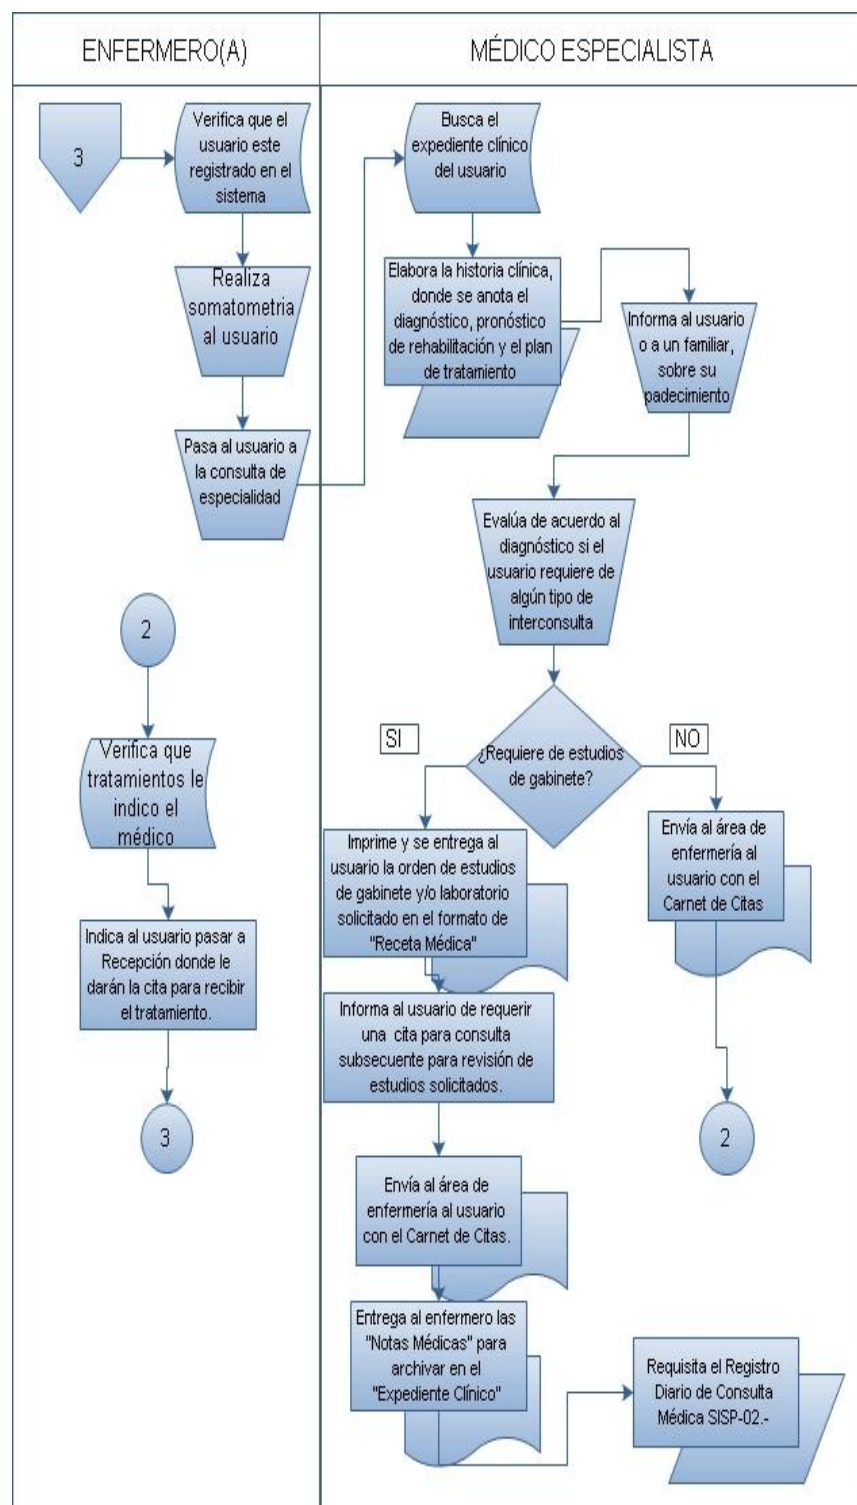 ENFERMERO(A)
MÉDICO ESPECIALISTA
3
Verifica que el
usuario este
registrado en el
sistema
Realiza
somatometria
al usuario
Pasa al usuario a
la consulta de
especialidad
2
Verifica que
tratamientos le
indico el
médico
Indica al usuario pasar a
Recepción donde le
darán la cita para recibir
el tratamiento.
3
Busca el
expediente clínico
del usuario
Elabora la historia clínica,
donde se anota el
diagnóstico, pronóstico
de rehabilitación y el plan
de tratamiento
Informa al usuario
o a un familiar,
sobre su
padecimiento
Evalúa de acuerdo al
diagnóstico si el
usuario requiere de
algún tipo de
interconsulta
SI
¿Requiere de estudios
de gabinete?
NO
Imprime y se entrega al
usuario la orden de estudios
de gabinete y/o laboratorio
solicitado en el formato de
"Receta Médica"
Envía al área de
enfermería al
usuario con el
Carnet de Citas
Informa al usuario de requerir
una cita para consulta
subsecuente para revisión de
estudios solicitados.
2
Envía al área de
enfermería al usuario
con el Carnet de Citas.
Entrega al enfermero las
"Notas Médicas" para
archivar en el
"Expediente Clínico"
Requisita el Registro
Diario de Consulta
Médica SISP-02.-